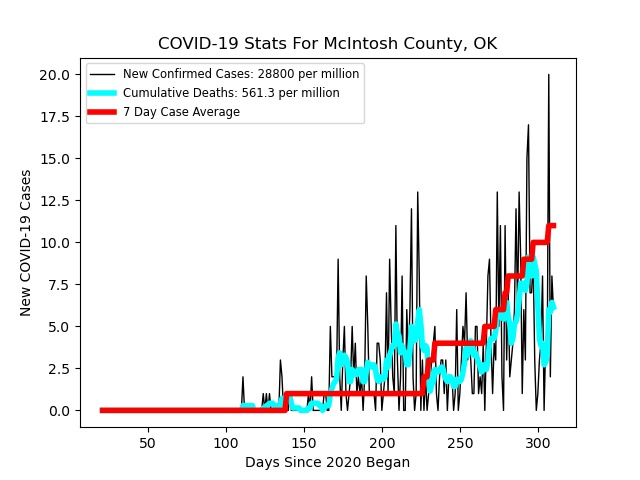 COVID-19 Stats For McIntosh County, OK
New Confirmed Cases: 28800 per million
Cumulative Deaths: 561.3 per million
7 Day Case Average
New COVID-19 Cases
20.0
17.5
15.0
12.5
10.0
7.5
5.0
2.5
0.0
50 100 150 200 250 300
Days Since 2020 Began